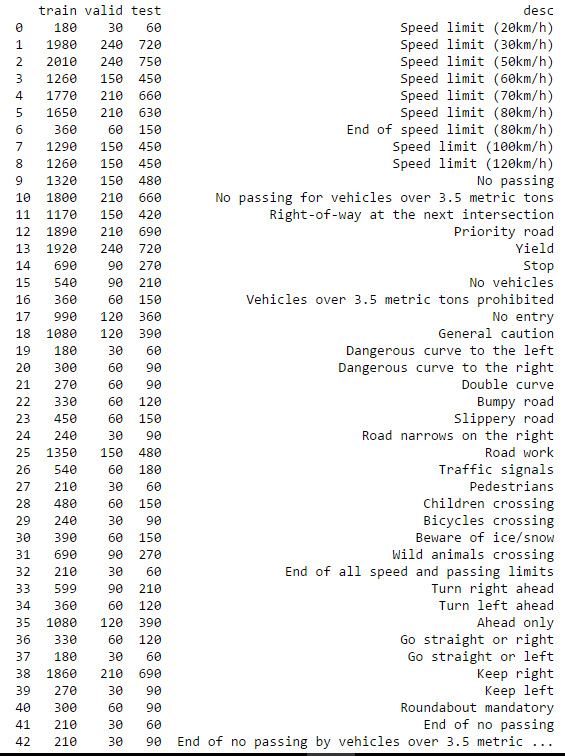 train valid test desc
0 180 30 60 Speed limit (20km/h)
1 1980 240 720 Speed limit (30km/h)
2 2010 240 750 Speed limit (50km/h)
3 1260 150 450 Speed limit (60km/h)
4 1770 210 660 Speed limit (70km/h)
5 1650 210 630 Speed limit (80km/h)
6 360 60 150 End of speed limit (80km/h)
7 1290 150 450 Speed limit (100km/h)
8 1260 150 450 Speed limit (120km/h)
9 1320 150 480 No passing
10 1800 210 660 No passing for vehicles over 3.5 metric tons
11 1170 150 420 Right-of-way at the next intersection
12 1890 210 690 Priority road
13 1920 240 720 Yield
14 690 90 270 Stop
15 540 90 210 No vehicles
16 360 60 150 Vehicles over 3.5 metric tons prohibited
17 990 120 360 No entry
18 1080 120 390 General caution
19 180 30 60 Dangerous curve to the left
20 300 60 90 Dangerous curve to the right
21 270 60 90 Double curve
22 330 60 120 Bumpy road
23 450 60 150 Slippery road
24 240 30 90 Road narrows on the right
25 1350 150 480 Road work
26 540 60 180 Traffic signals
27 210 30 60 Pedestrians
28 480 60 150 Children crossing
29 240 30 90 Bicycles crossing
30 390 60 150 Beware of ice/snow
31 690 90 270 Wild animals crossing
32 210 30 60 End of all speed and passing limits
33 599 90 210 Turn right ahead
34 360 60 120 Turn left ahead
35 1080 120 390 Ahead only
36 330 60 120 Go straight or right
37 180 30 60 Go straight or left
38 1860 210 690 Keep right
39 270 30 90 Keep left
40 300 60 90 Roundabout mandatory
41 210 30 60 End of no passing
42 210 30 90 End of no passing by vehicles over 3.5 metric ...